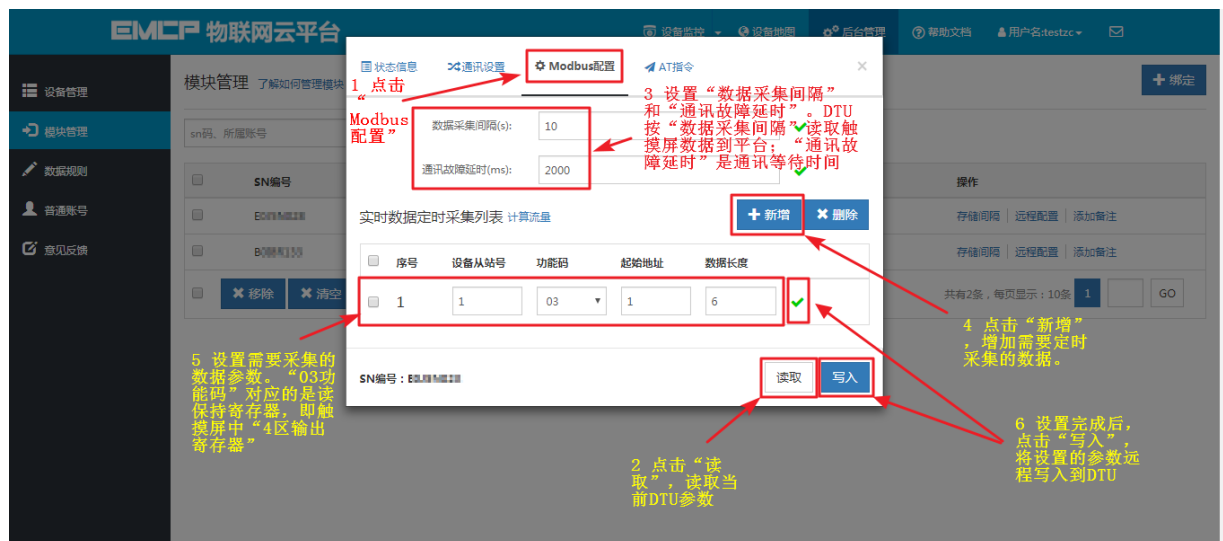 EMCP 物联网云平台
设备监控
设备地图
后台管理
帮助文档
用户名:testzc
设备管理
模块管理
数据规则
普通账号
意见反馈
模块管理 了解如何管理模块
绑定
sn码、所属账号
SN编号
操作
存储间隔 远程配置 添加备注
存储间隔 远程配置 添加备注
移除
清空
共有2条，每页显示：10条 1 GO
状态信息
通讯设置
Modbus配置
AT指令
×
数据采集间隔(s): 10
通讯故障延时(ms): 2000
实时数据定时采集列表 计算流量
新增
删除
序号 设备从站号 功能码 起始地址 数据长度
1 1 03 1 6
SN编号：
读取
写入
1 点击
“
Modbus
配置”
3 设置“数据采集间隔”
和“通讯故障延时”。DTU
按“数据采集间隔”读取触
摸屏数据到平台；“通讯故
障延时”是通讯等待时间
4 点击“新增”
，增加需要定时
采集的数据。
5 设置需要采集的
数据参数。“03功
能码”对应的是读
保持寄存器，即触
摸屏中“4区输出
寄存器”
2 点击“读
取”，读取当
前DTU参数
6 设置完成后，
点击“写入”，
将设置的参数远
程写入到DTU